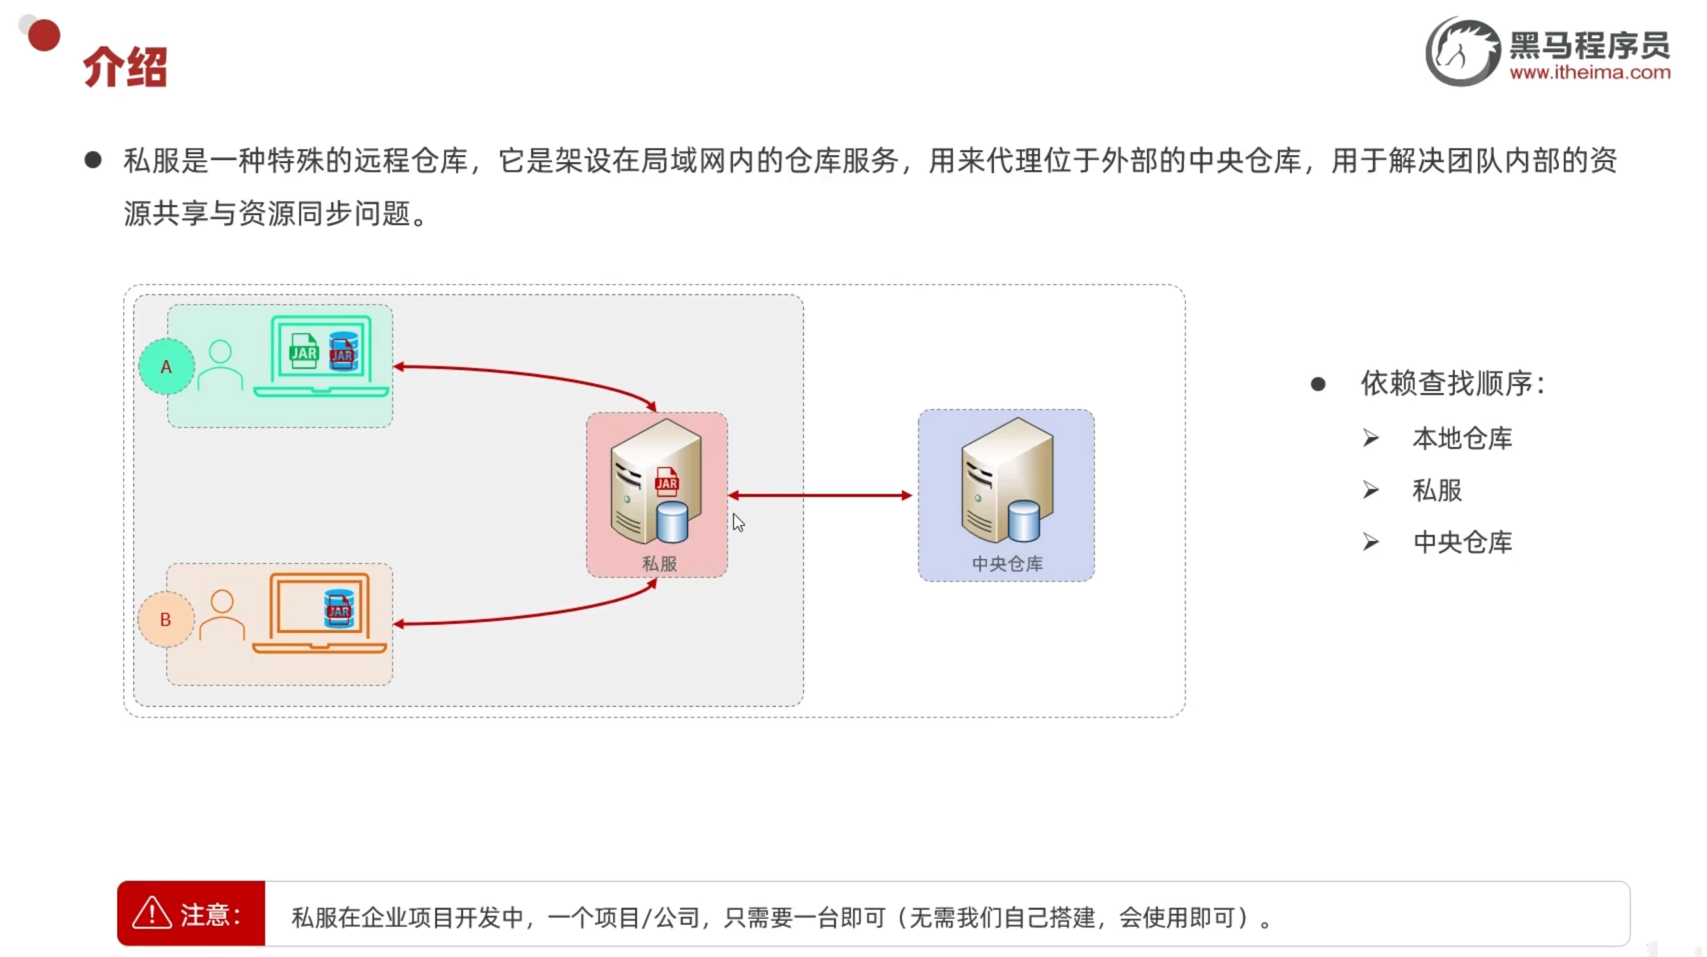 介绍
黑马程序员
www.itheima.com
私服是一种特殊的远程仓库，它是架设在局域网内的仓库服务，用来代理位于外部的中央仓库，用于解决团队内部的资
源共享与资源同步问题。
A
JAR
JAR
JAR
私服
中央仓库
B
JAR
依赖查找顺序：
本地仓库
私服
中央仓库
注意：
私服在企业项目开发中，一个项目/公司，只需要一台即可（无需我们自己搭建，会使用即可）。